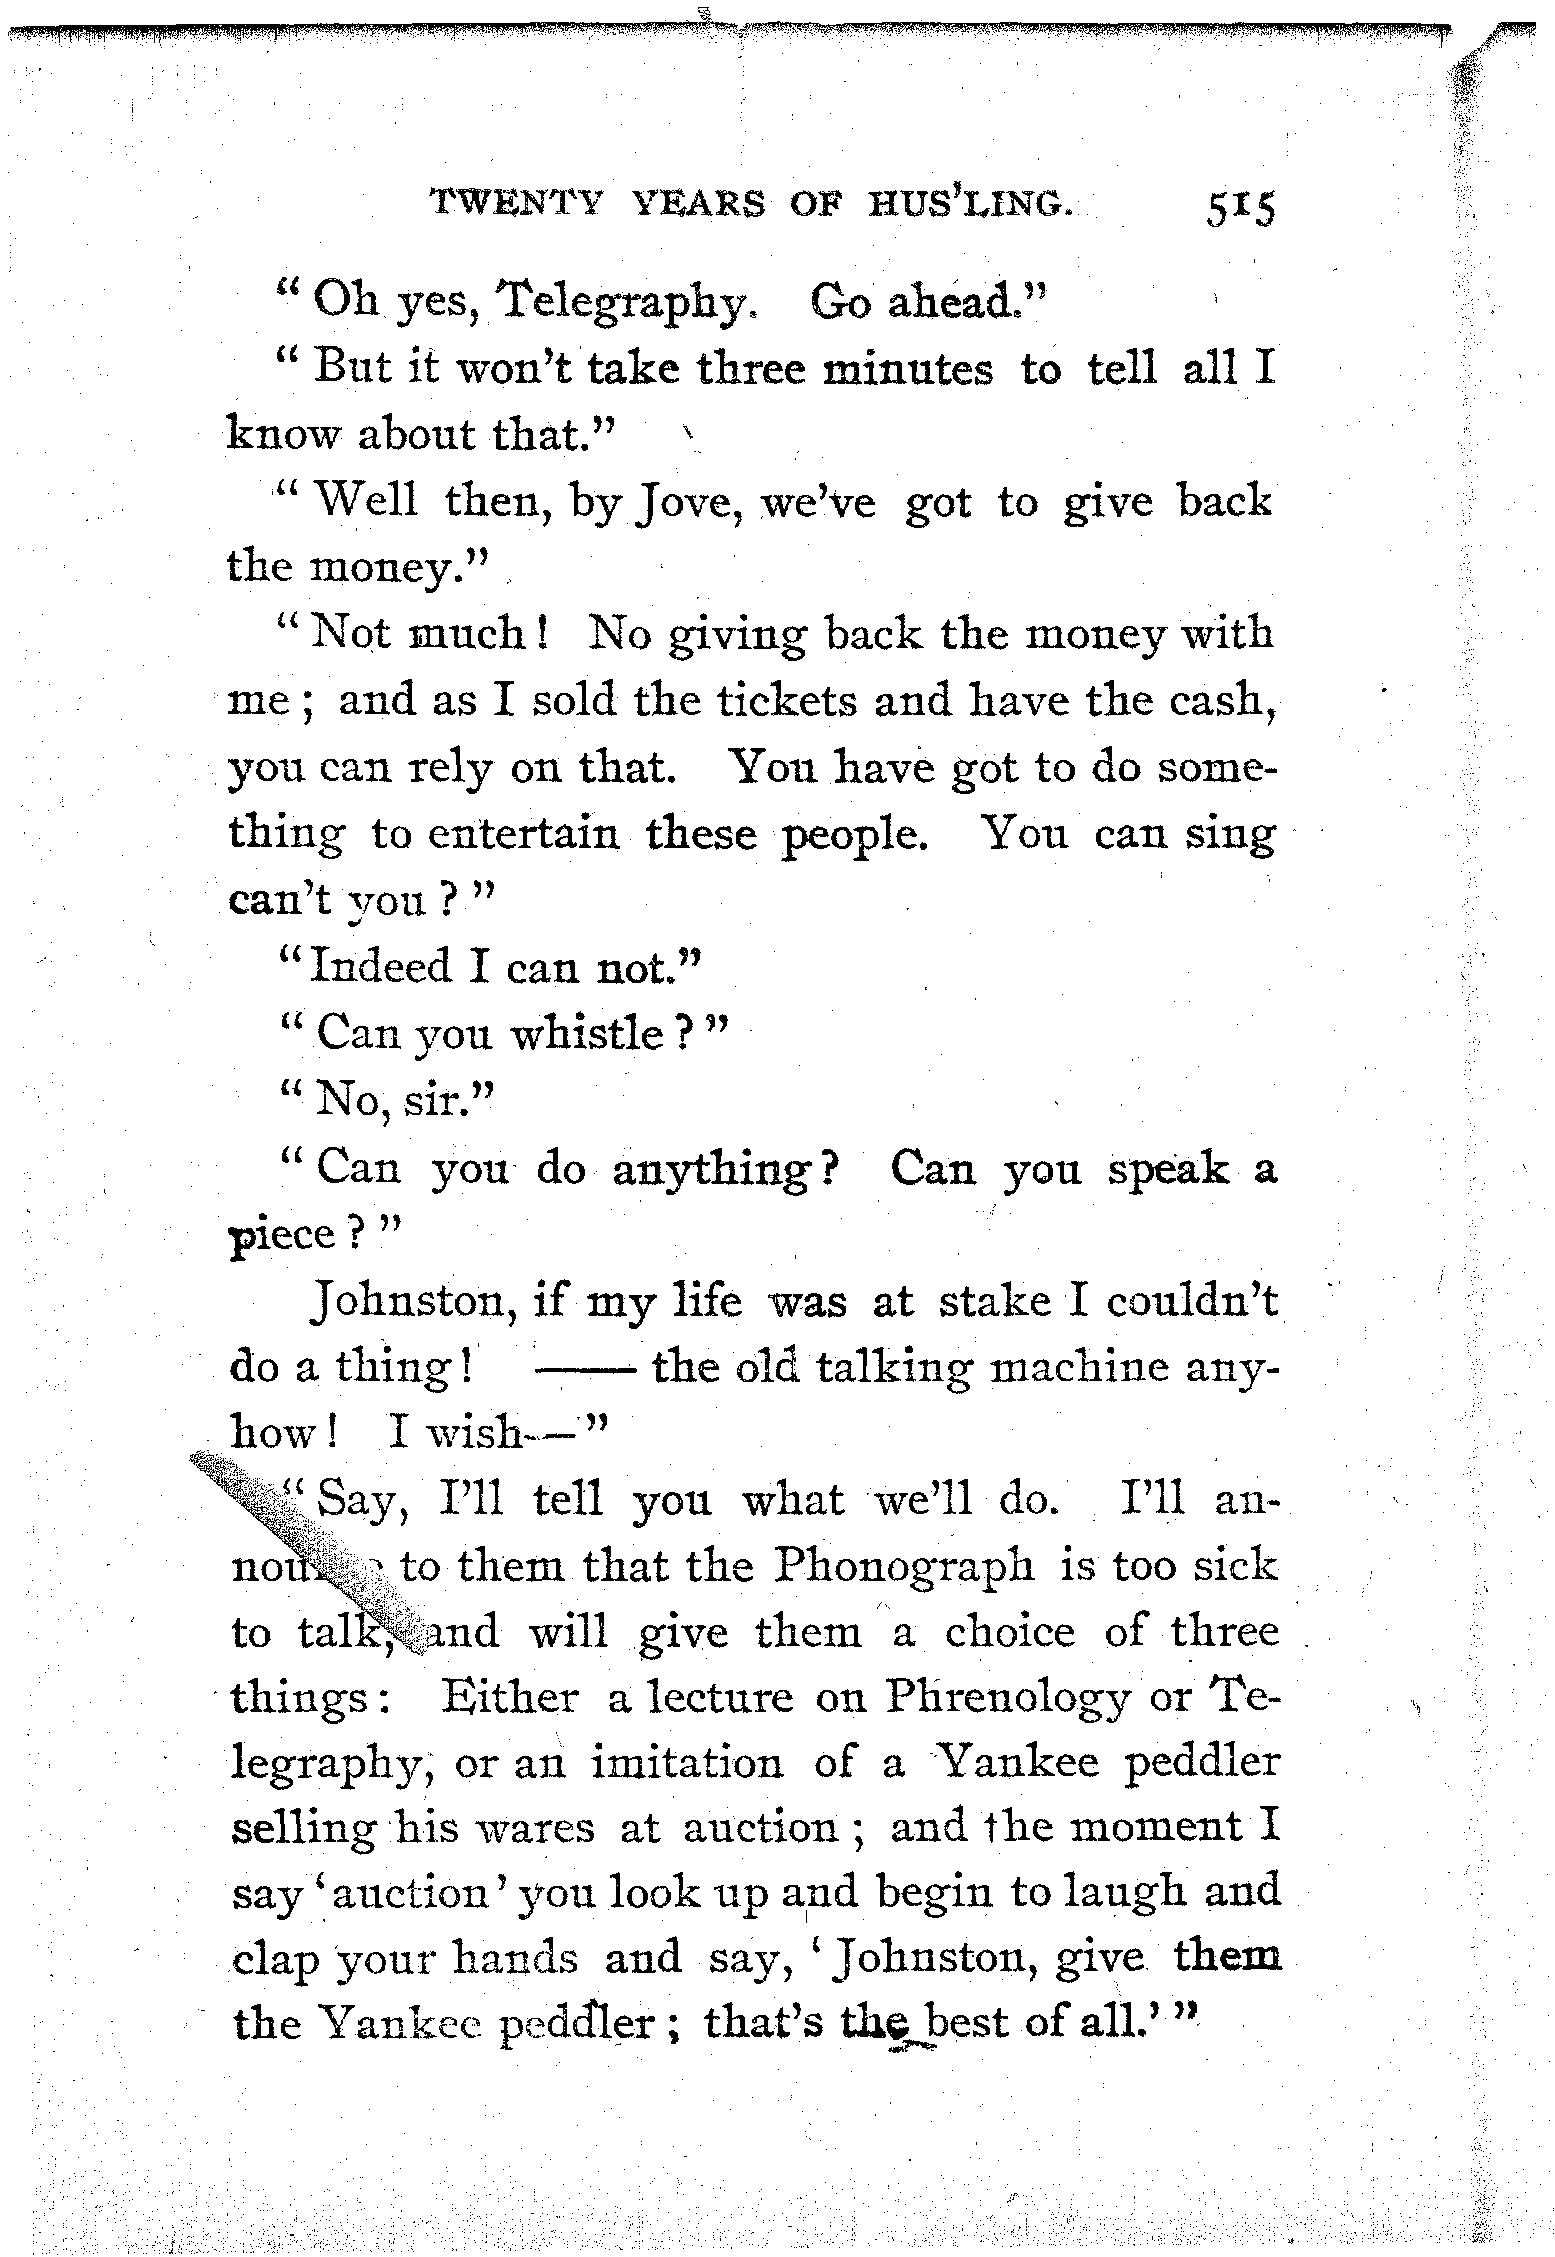 TWENTY YEARS OF HUS'LING. 515
“ Oh yes, Telegraphy. Go ahead.”
“ But it won’t take three minutes to tell all I
know about that.”
“ Well then, by Jove, we’ve got to give back
the money.”
“ Not much ! No giving back the money with
me ; and as I sold the tickets and have the cash,
you can rely on that. You have got to do some-
thing to entertain these people. You can sing
can’t you ? ”
“Indeed I can not.”
“ Can you whistle ? ”
“ No, sir.”
“ Can you do anything? Can you speak a
piece ? ”
Johnston, if my life was at stake I couldn’t
do a thing! —— the old talking machine any-
how! I wish-—”
“ Say, I’ll tell you what we’ll do. I’ll an-
to them that the Phonograph is too sick
to talk, and will give them a choice of three
things: Either a lecture on Phrenology or Te-
legraphy, or an imitation of a Yankee peddler
selling his wares at auction ; and the moment I
say ‘auction’ you look up and begin to laugh and
clap your hands and say, ‘Johnston, give them
the Yankee peddler ; that’s the best of all.’ ”